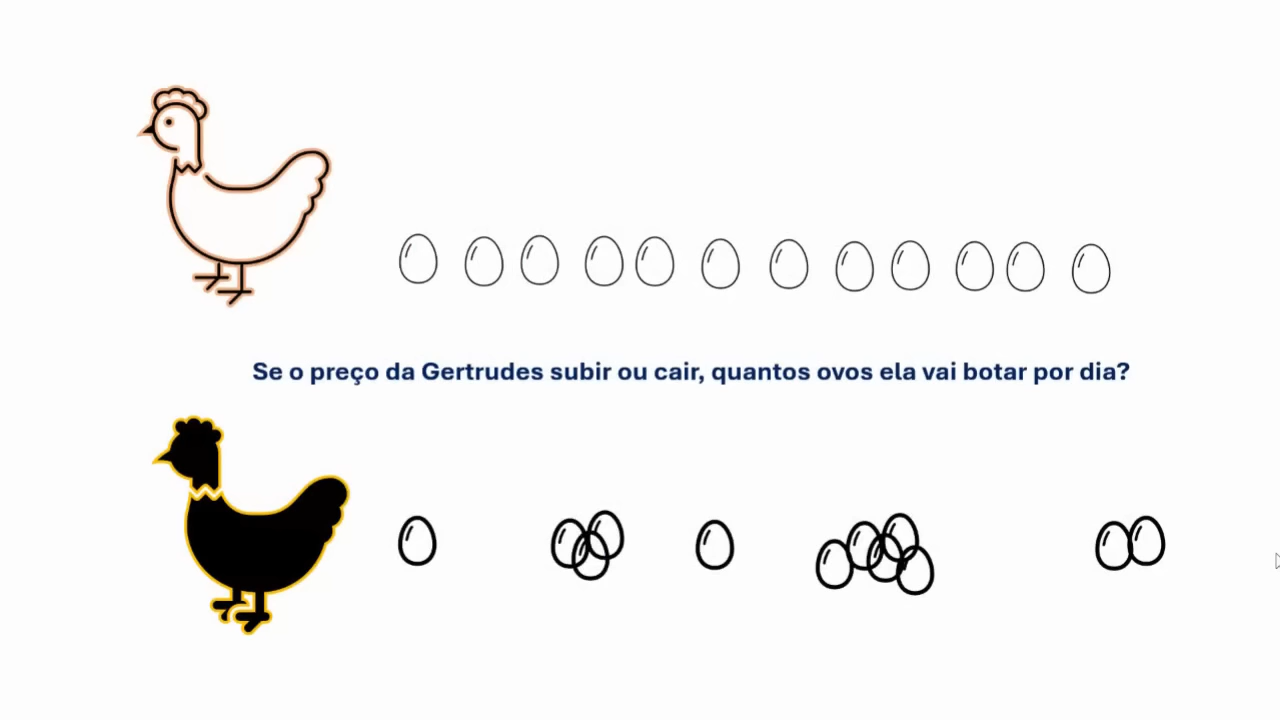 Se o preço da Gertrudes subir ou cair, quantos ovos ela vai botar por dia?